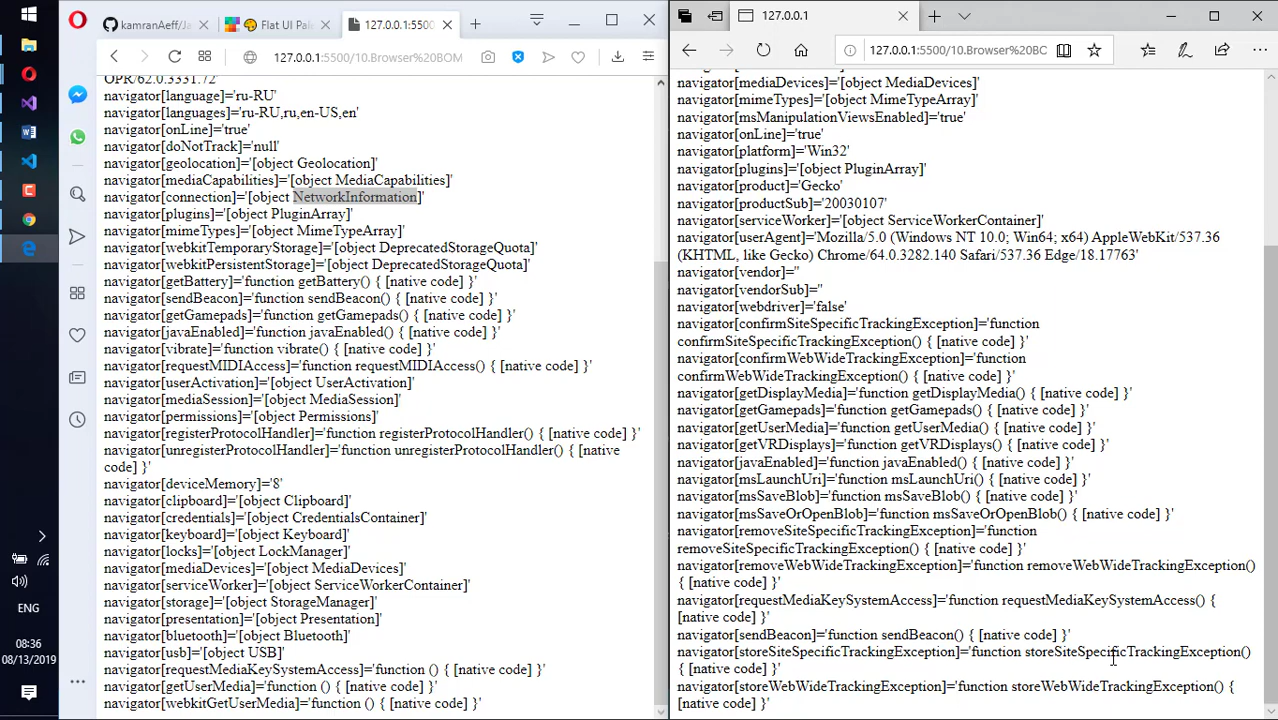 kamranAeff/Jav
Flat UI Pale
127.0.0.1:5500
127.0.0.1:5500/10.Browser%20BOM
OPR/62.0.3331.72'
navigator[language]='ru-RU'
navigator[languages]='ru-RU,ru,en-US,en'
navigator[onLine]='true'
navigator[doNotTrack]='null'
navigator[geolocation]='[object Geolocation]'
navigator[mediaCapabilities]='[object MediaCapabilities]'
navigator[connection]='[object NetworkInformation]'
navigator[plugins]='[object PluginArray]'
navigator[mimeTypes]='[object MimeTypeArray]'
navigator[webkitTemporaryStorage]='[object DeprecatedStorageQuota]'
navigator[webkitPersistentStorage]='[object DeprecatedStorageQuota]'
navigator[getBattery]='function getBattery() { [native code] }'
navigator[sendBeacon]='function sendBeacon() { [native code] }'
navigator[getGamepads]='function getGamepads() { [native code] }'
navigator[javaEnabled]='function javaEnabled() { [native code] }'
navigator[vibrate]='function vibrate() { [native code] }'
navigator[requestMIDIAccess]='function requestMIDIAccess() { [native code] }'
navigator[userActivation]='[object UserActivation]'
navigator[mediaSession]='[object MediaSession]'
navigator[permissions]='[object Permissions]'
navigator[registerProtocolHandler]='function registerProtocolHandler() { [native code] }'
navigator[unregisterProtocolHandler]='function unregisterProtocolHandler() { [native
code] }'
navigator[deviceMemory]='8'
navigator[clipboard]='[object Clipboard]'
navigator[credentials]='[object CredentialsContainer]'
navigator[keyboard]='[object Keyboard]'
navigator[locks]='[object LockManager]'
navigator[mediaDevices]='[object MediaDevices]'
navigator[serviceWorker]='[object ServiceWorkerContainer]'
navigator[storage]='[object StorageManager]'
navigator[presentation]='[object Presentation]'
navigator[bluetooth]='[object Bluetooth]'
navigator[usb]='[object USB]'
navigator[requestMediaKeySystemAccess]='function () { [native code] }'
navigator[getUserMedia]='function () { [native code] }'
navigator[webkitGetUserMedia]='function () { [native code] }'
ENG
08:36
08/13/2019
127.0.0.1
127.0.0.1:5500/10.Browser%20BC
navigator[mediaDevices]='[object MediaDevices]'
navigator[mimeTypes]='[object MimeTypeArray]'
navigator[msManipulationViewsEnabled]='true'
navigator[onLine]='true'
navigator[platform]='Win32'
navigator[plugins]='[object PluginArray]'
navigator[product]='Gecko'
navigator[productSub]='20030107'
navigator[serviceWorker]='[object ServiceWorkerContainer]'
navigator[userAgent]='Mozilla/5.0 (Windows NT 10.0; Win64; x64) AppleWebKit/537.36
(KHTML, like Gecko) Chrome/64.0.3282.140 Safari/537.36 Edge/18.17763'
navigator[vendor]=''
navigator[vendorSub]=''
navigator[webdriver]='false'
navigator[confirmSiteSpecificTrackingException]='function
confirmSiteSpecificTrackingException() { [native code] }'
navigator[confirmWebWideTrackingException]='function
confirmWebWideTrackingException() { [native code] }'
navigator[getDisplayMedia]='function getDisplayMedia() { [native code] }'
navigator[getGamepads]='function getGamepads() { [native code] }'
navigator[getUserMedia]='function getUserMedia() { [native code] }'
navigator[getVRDisplays]='function getVRDisplays() { [native code] }'
navigator[javaEnabled]='function javaEnabled() { [native code] }'
navigator[msLaunchUri]='function msLaunchUri() { [native code] }'
navigator[msSaveBlob]='function msSaveBlob() { [native code] }'
navigator[msSaveOrOpenBlob]='function msSaveOrOpenBlob() { [native code] }'
navigator[removeSiteSpecificTrackingException]='function
removeSiteSpecificTrackingException() { [native code] }'
navigator[removeWebWideTrackingException]='function removeWebWideTrackingException()
{ [native code] }'
navigator[requestMediaKeySystemAccess]='function requestMediaKeySystemAccess() {
[native code] }'
navigator[sendBeacon]='function sendBeacon() { [native code] }'
navigator[storeSiteSpecificTrackingException]='function storeSiteSpecificTrackingException()
{ [native code] }'
navigator[storeWebWideTrackingException]='function storeWebWideTrackingException() {
[native code] }'